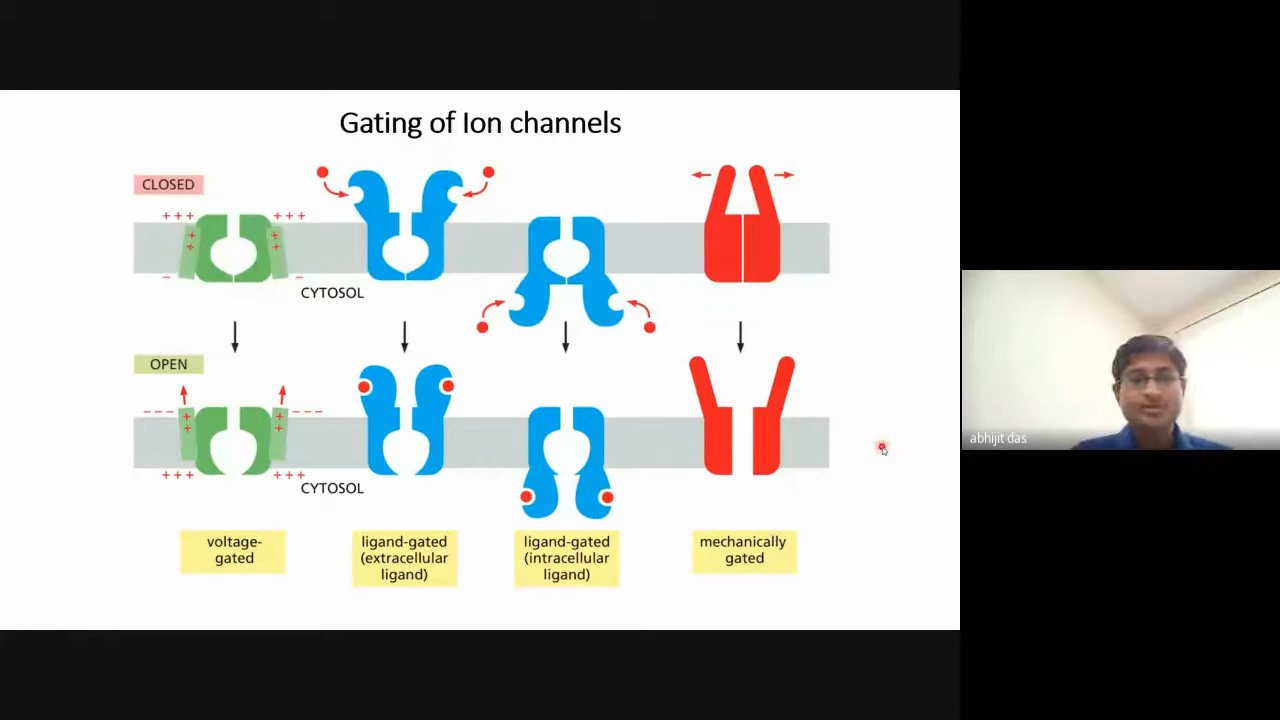 Gating of Ion channels
CLOSED
+ + +
+ + +
+
+
+
+
–
–
CYTOSOL
OPEN
– – –
– – –
+
+
+
+
+ + +
+ + +
CYTOSOL
voltage-
gated
ligand-gated
(extracellular
ligand)
ligand-gated
(intracellular
ligand)
mechanically
gated
abhijit das